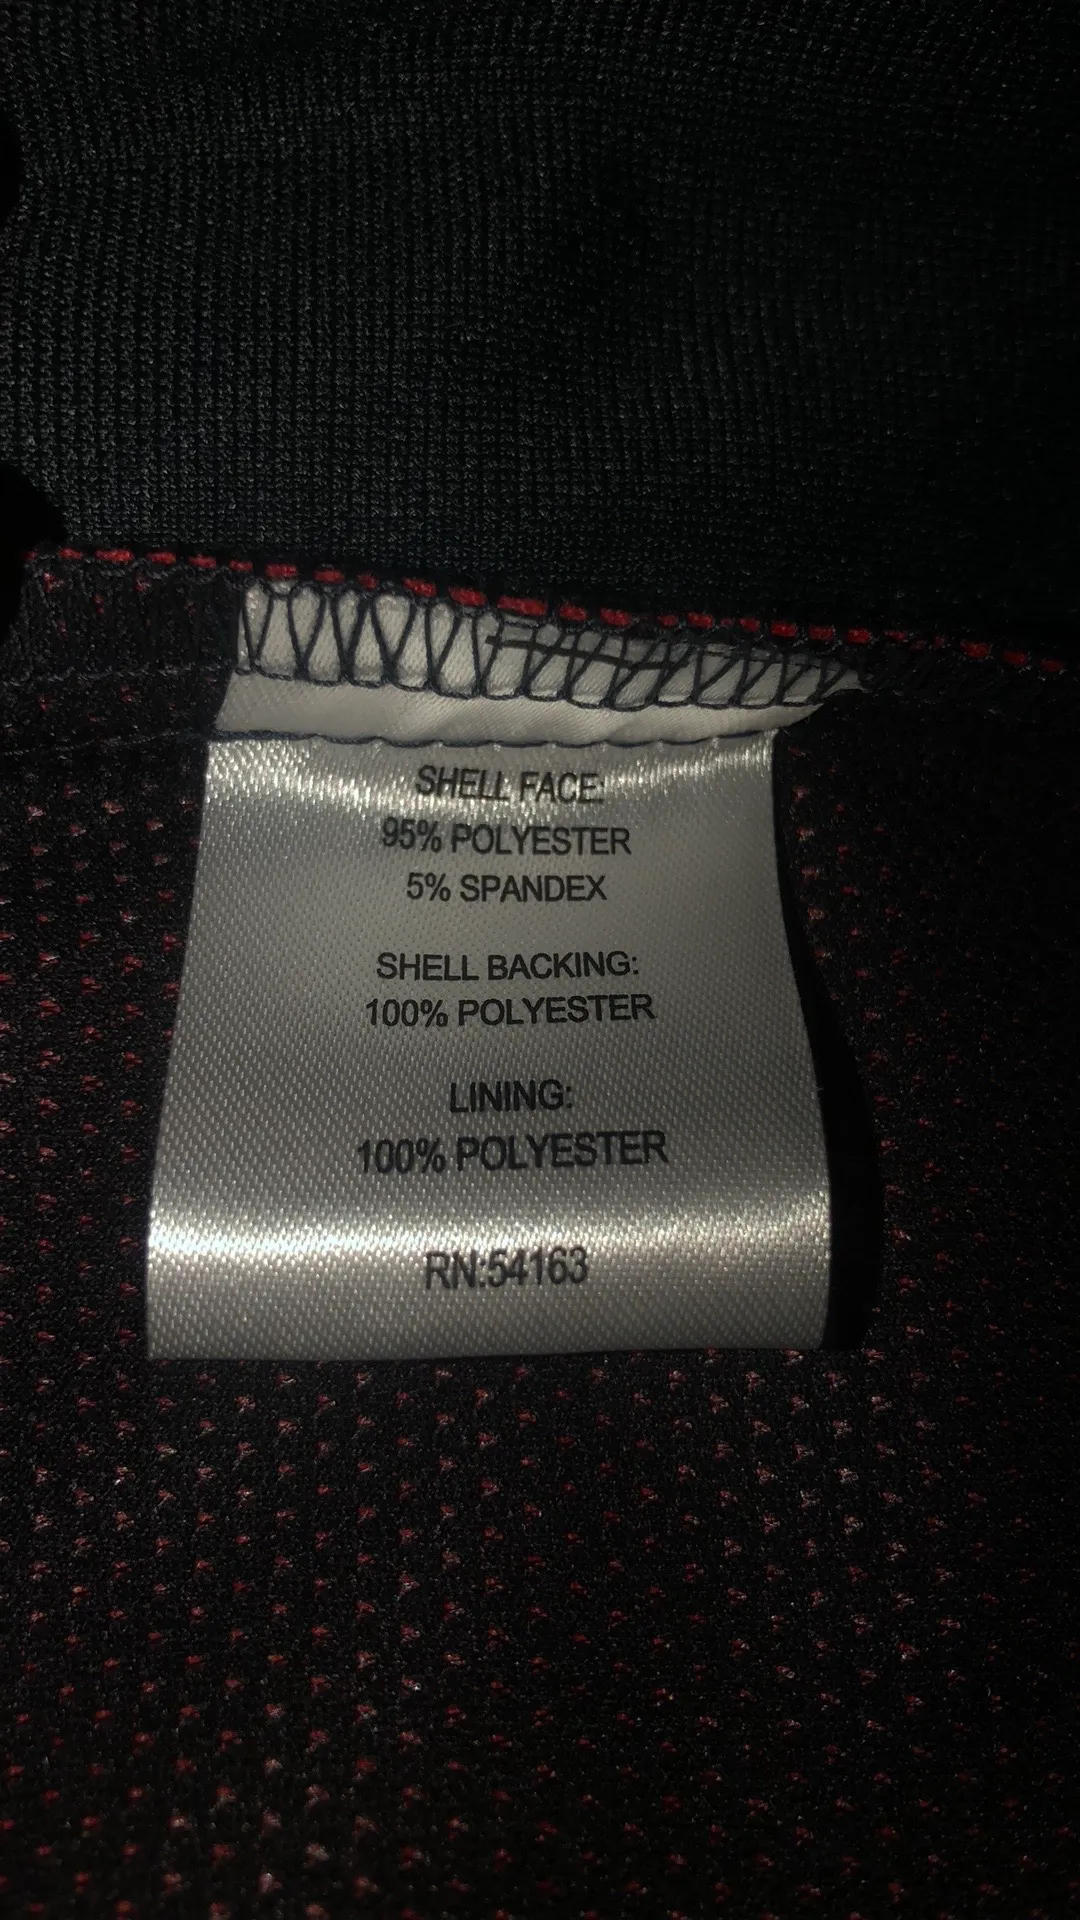 SHELL FACE:
95% POLYESTER
5% SPANDEX
SHELL BACKING:
100% POLYESTER
LINING:
100% POLYESTER
RN:54163